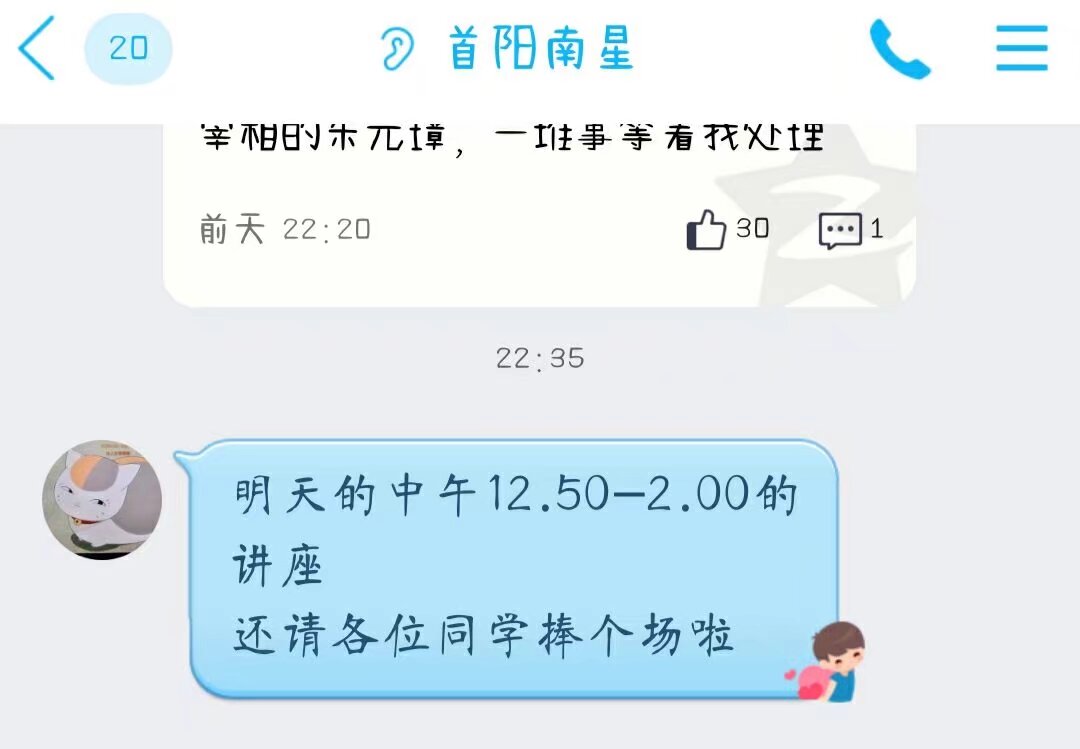 20
首阳南星
宰相的朱元璋，一堆事等着我处理
前天 22:20
30
1
22:35
明天的中午12.50-2.00的
讲座
还请各位同学捧个场啦